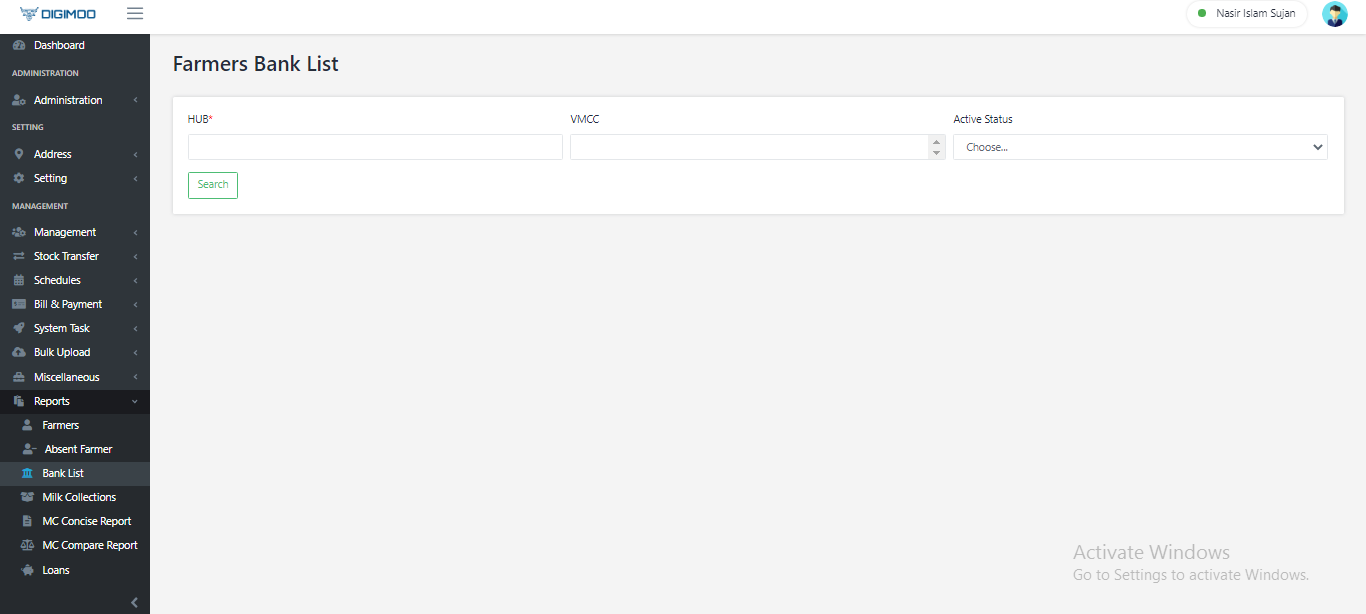 DIGIMOO
Nasir Islam Sujan
Dashboard
ADMINISTRATION
Administration
SETTING
Address
Setting
MANAGEMENT
Management
Stock Transfer
Schedules
Bill & Payment
System Task
Bulk Upload
Miscellaneous
Reports
Farmers
Absent Farmer
Bank List
Milk Collections
MC Concise Report
MC Compare Report
Loans
Farmers Bank List
HUB*
VMCC
Active Status
Choose...
Search
Activate Windows
Go to Settings to activate Windows.